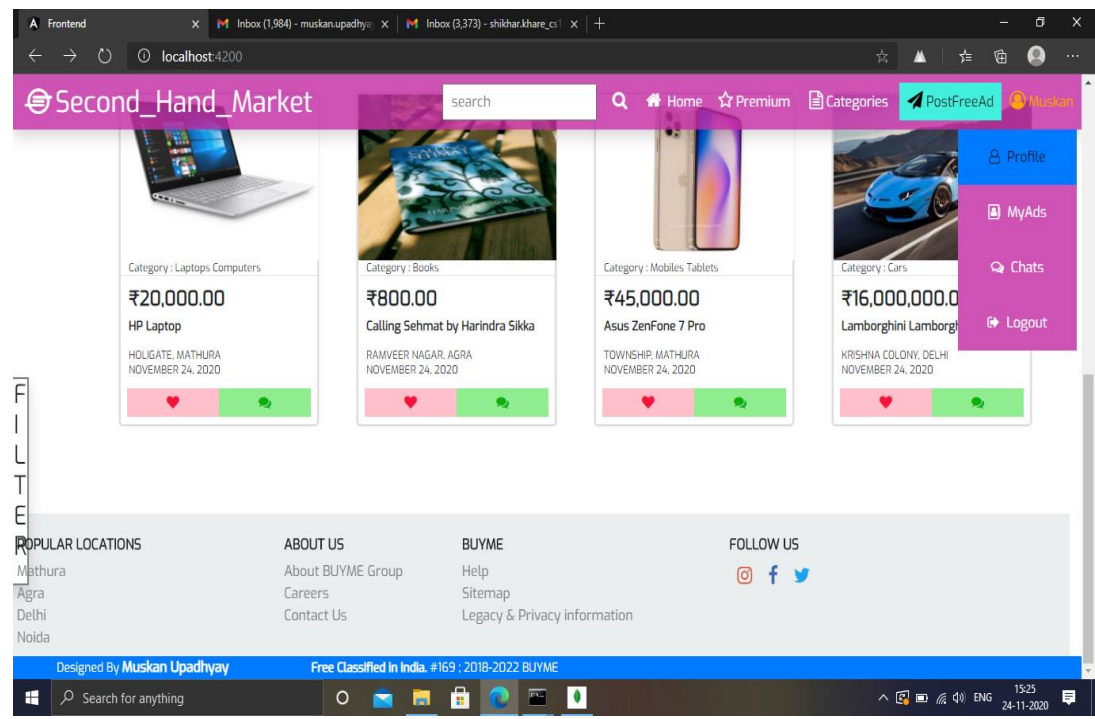 Frontend
Inbox (1,984) - muskan.upadhya
Inbox (3,373) - shikhar.khare_cs1
localhost:4200
Second_Hand_Market
search
Home
Premium
Categories
PostFreeAd
Muskan
Profile
MyAds
Chats
Logout
Category : Laptops Computers
₹20,000.00
HP Laptop
HOLIGATE, MATHURA
NOVEMBER 24, 2020
Category : Books
₹800.00
Calling Sehmat by Harindra Sikka
RAMVEER NAGAR, AGRA
NOVEMBER 24, 2020
Category : Mobiles Tablets
₹45,000.00
Asus ZenFone 7 Pro
TOWNSHIP, MATHURA
NOVEMBER 24, 2020
Category : Cars
₹16,000,000.0
Lamborghini Lamborgh
KRISHNA COLONY, DELHI
NOVEMBER 24, 2020
FILTER
POPULAR LOCATIONS
Mathura
Agra
Delhi
Noida
ABOUT US
About BUYME Group
Careers
Contact Us
BUYME
Help
Sitemap
Legacy & Privacy information
FOLLOW US
Designed By Muskan Upadhyay
Free Classified in India. #169 ; 2018-2022 BUYME
Search for anything
ENG
15:25
24-11-2020